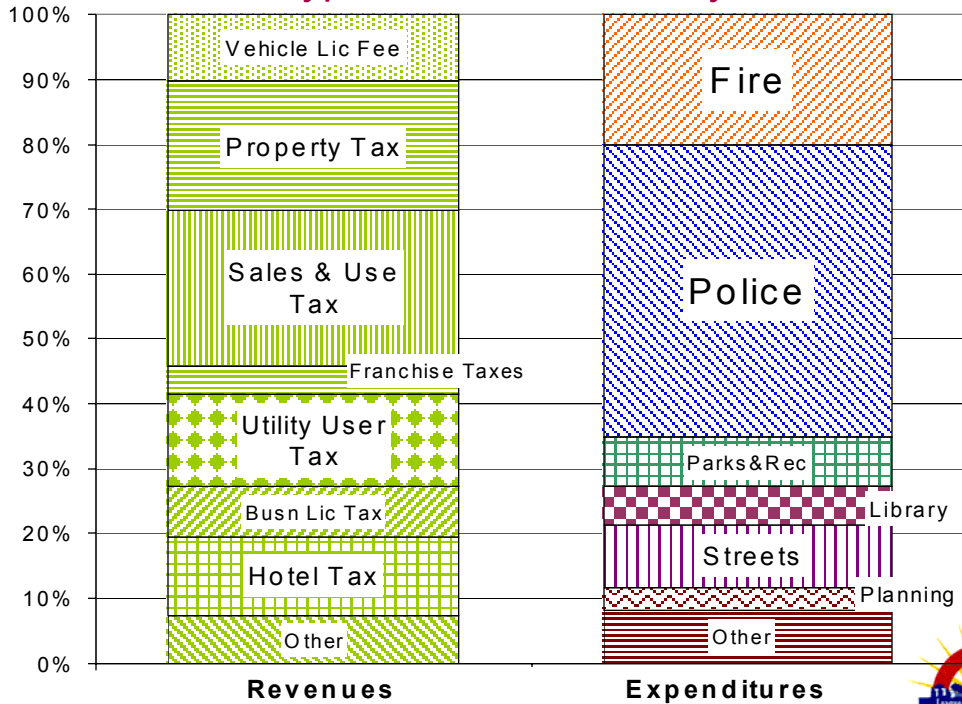 100%
90%
80%
70%
60%
50%
40%
30%
20%
10%
0%
Vehicle Lic Fee
Property Tax
Sales & Use
Tax
Franchise Taxes
Utility User
Tax
Busn Lic Tax
Hotel Tax
Other
Revenues
Fire
Police
Parks&Rec
Library
Streets
Planning
Other
Expenditures